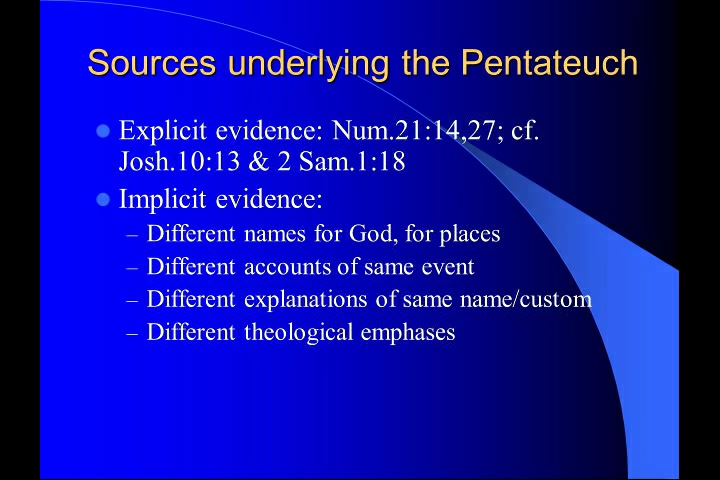 Sources underlying the Pentateuch
Explicit evidence: Num.21:14,27; cf.
Josh.10:13 & 2 Sam.1:18
Implicit evidence:
– Different names for God, for places
– Different accounts of same event
– Different explanations of same name/custom
– Different theological emphases